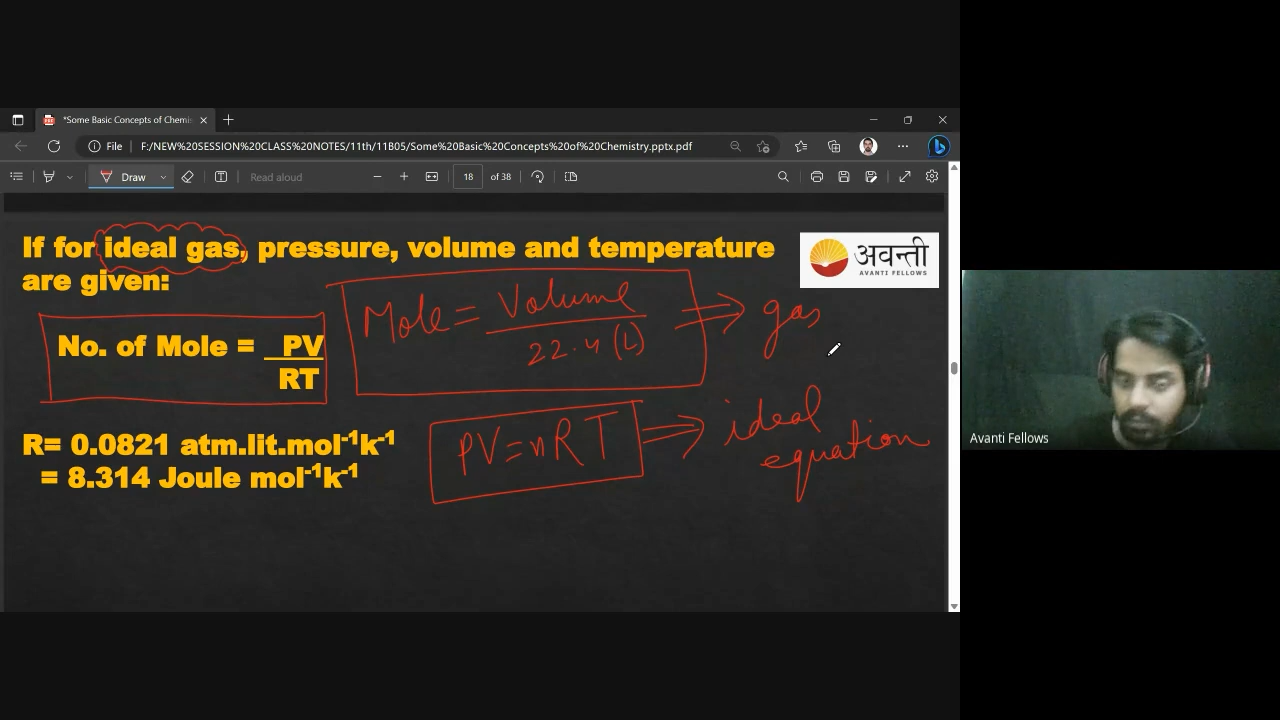 *Some Basic Concepts of Chemis
File
F:/NEW%20SESSION%20CLASS%20NOTES/11th/11B05/Some%20Basic%20Concepts%20of%20Chemistry.pptx.pdf
Draw
Read aloud
18 of 38
If for ideal gas, pressure, volume and temperature
are given:
अवन्ती
AVANTI FELLOWS
No. of Mole = PV
RT
Mole = Volume
22.4 (L)
⇒ gas
R= 0.0821 atm.lit.mol⁻¹k⁻¹
= 8.314 Joule mol⁻¹k⁻¹
PV = nRT ⇒ ideal
equation
Avanti Fellows